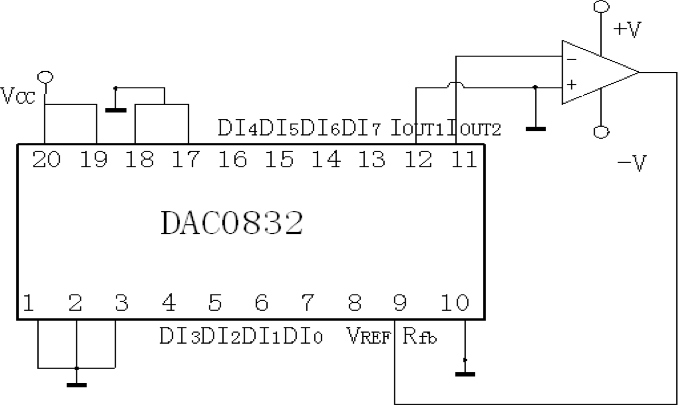 +V
VCC
DI4DI5DI6DI7 IOUT1IOUT2
−
+
−V
20 19 18 17 16 15 14 13 12 11
DAC0832
1 2 3 4 5 6 7 8 9 10
DI3DI2DI1DI0 VREF Rfb